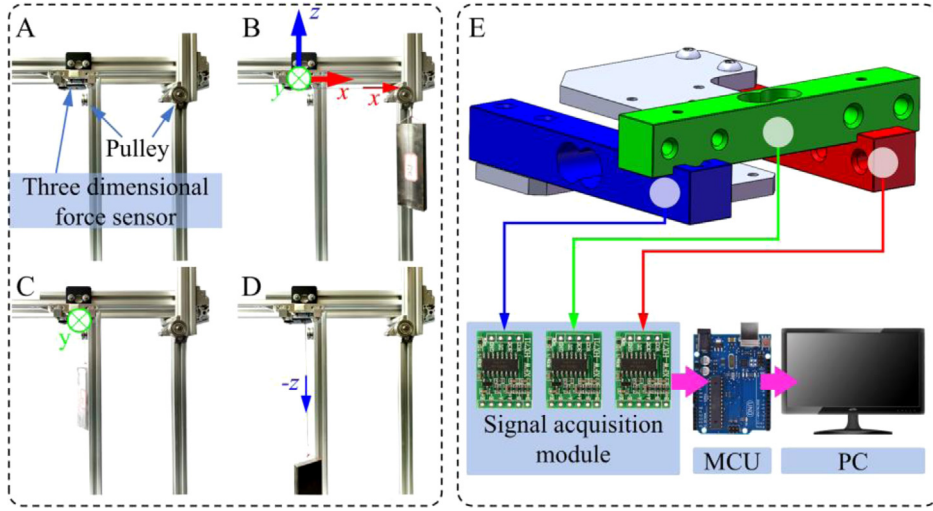 A
B
z
y
x
x
Pulley
Three dimensional
force sensor
C
y
D
-z
E
Signal acquisition
module
MCU
PC